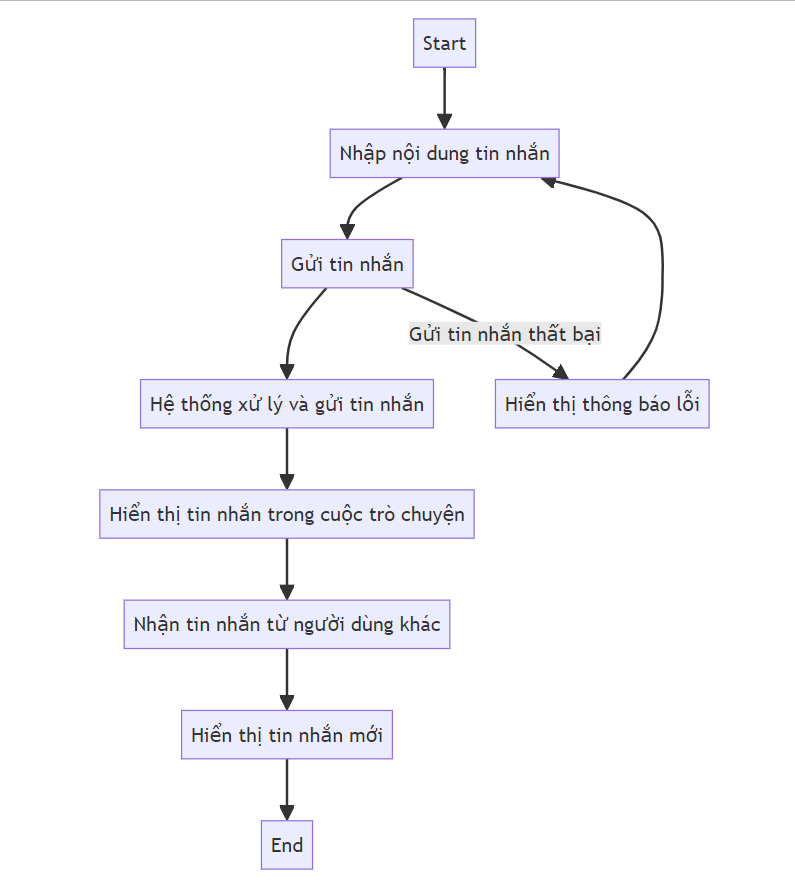 Start
Nhập nội dung tin nhắn
Gửi tin nhắn
Gửi tin nhắn thất bại
Hệ thống xử lý và gửi tin nhắn
Hiển thị thông báo lỗi
Hiển thị tin nhắn trong cuộc trò chuyện
Nhận tin nhắn từ người dùng khác
Hiển thị tin nhắn mới
End